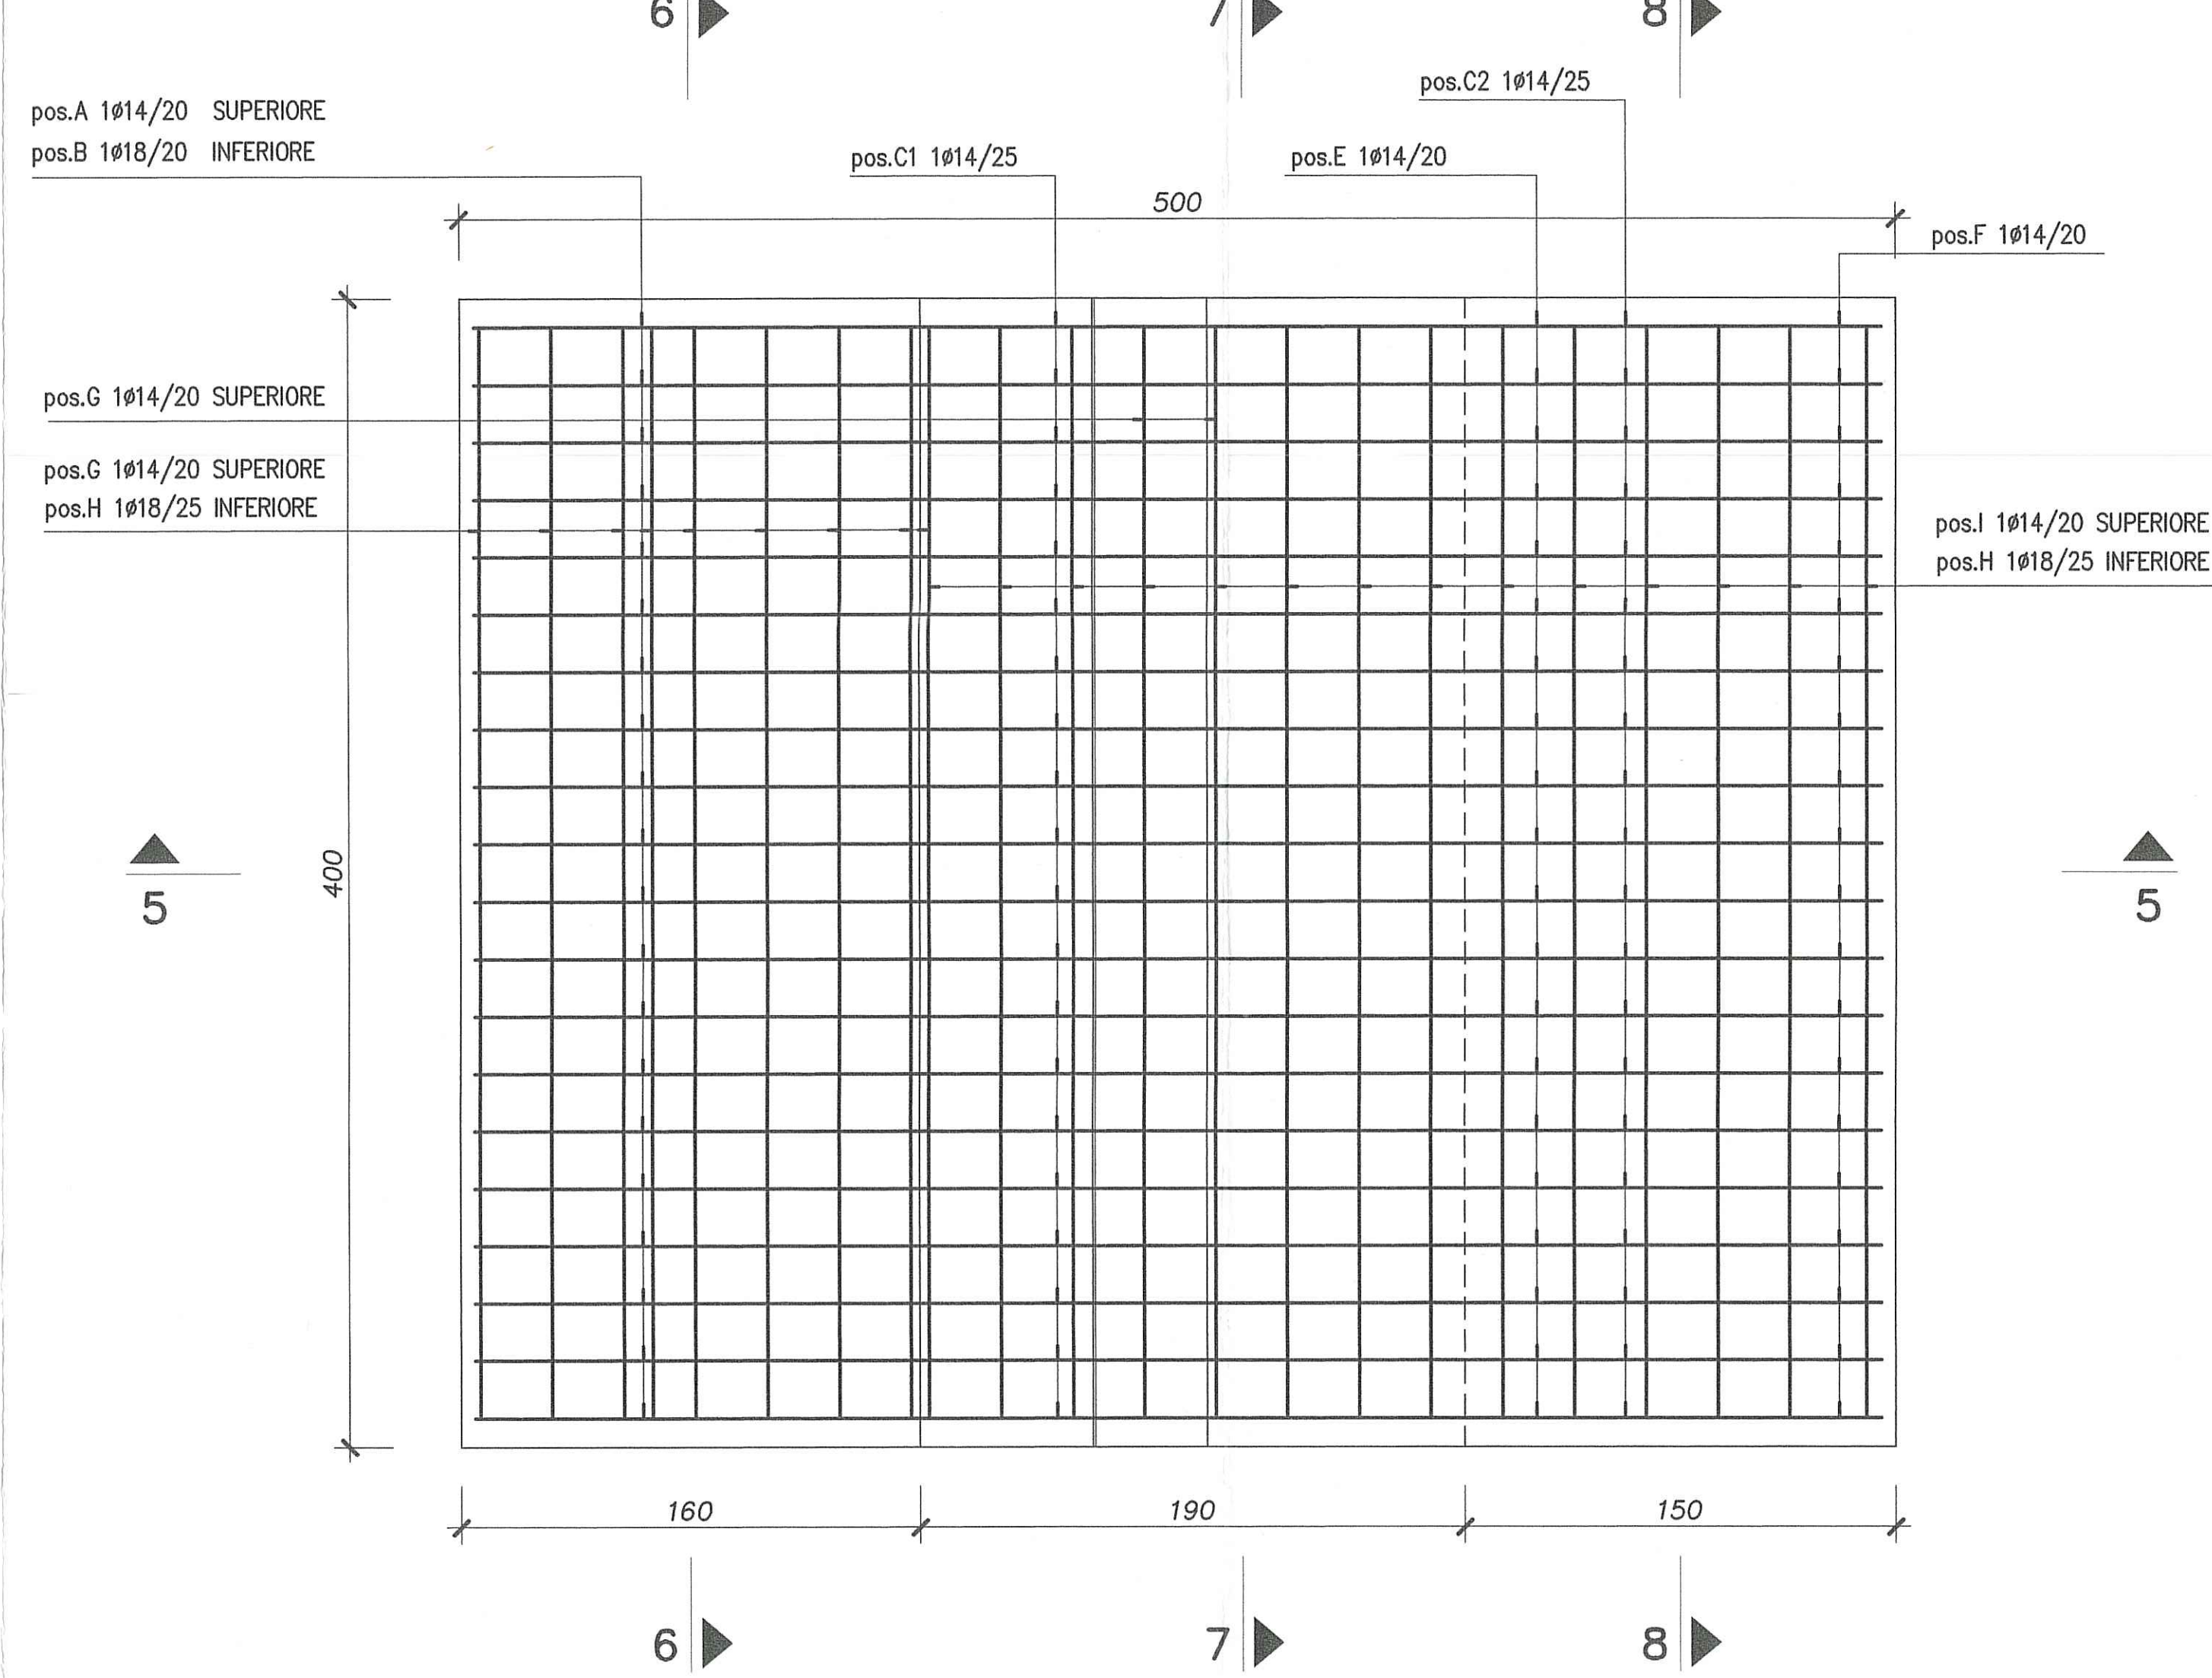 6
7
8
pos.C2 1ø14/25
pos.A 1ø14/20 SUPERIORE
pos.B 1ø18/20 INFERIORE
pos.C1 1ø14/25
pos.E 1ø14/20
500
pos.F 1ø14/20
pos.G 1ø14/20 SUPERIORE
pos.G 1ø14/20 SUPERIORE
pos.H 1ø18/25 INFERIORE
pos.I 1ø14/20 SUPERIORE
pos.H 1ø18/25 INFERIORE
400
5
5
160
190
150
6
7
8